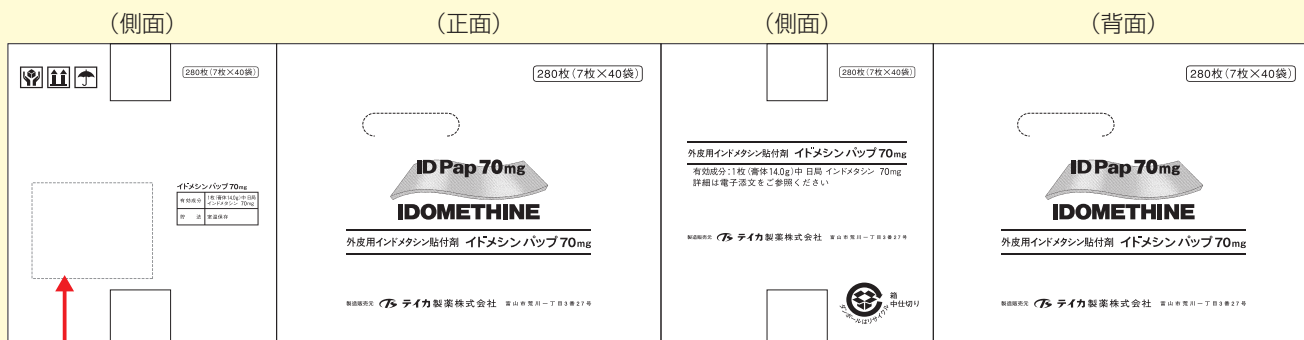 （側面）
280枚（7枚×40袋）
イドメシンパップ70mg
有効成分 1枚（膏体14.0g）中 日局
インドメタシン 70mg
貯　法 室温保存
（正面）
280枚（7枚×40袋）
ID Pap 70mg
IDOMETHINE
外皮用インドメタシン貼付剤 イドメシンパップ70mg
製造販売元 テイカ製薬株式会社 富山市荒川一丁目3番27号
（側面）
280枚（7枚×40袋）
外皮用インドメタシン貼付剤 イドメシンパップ70mg
有効成分：1枚（膏体14.0g）中 日局 インドメタシン 70mg
詳細は電子添文をご参照ください
製造販売元 テイカ製薬株式会社 富山市荒川一丁目3番27号
箱
中仕切り
ダンボールはリサイクル
（背面）
280枚（7枚×40袋）
ID Pap 70mg
IDOMETHINE
外皮用インドメタシン貼付剤 イドメシンパップ70mg
製造販売元 テイカ製薬株式会社 富山市荒川一丁目3番27号